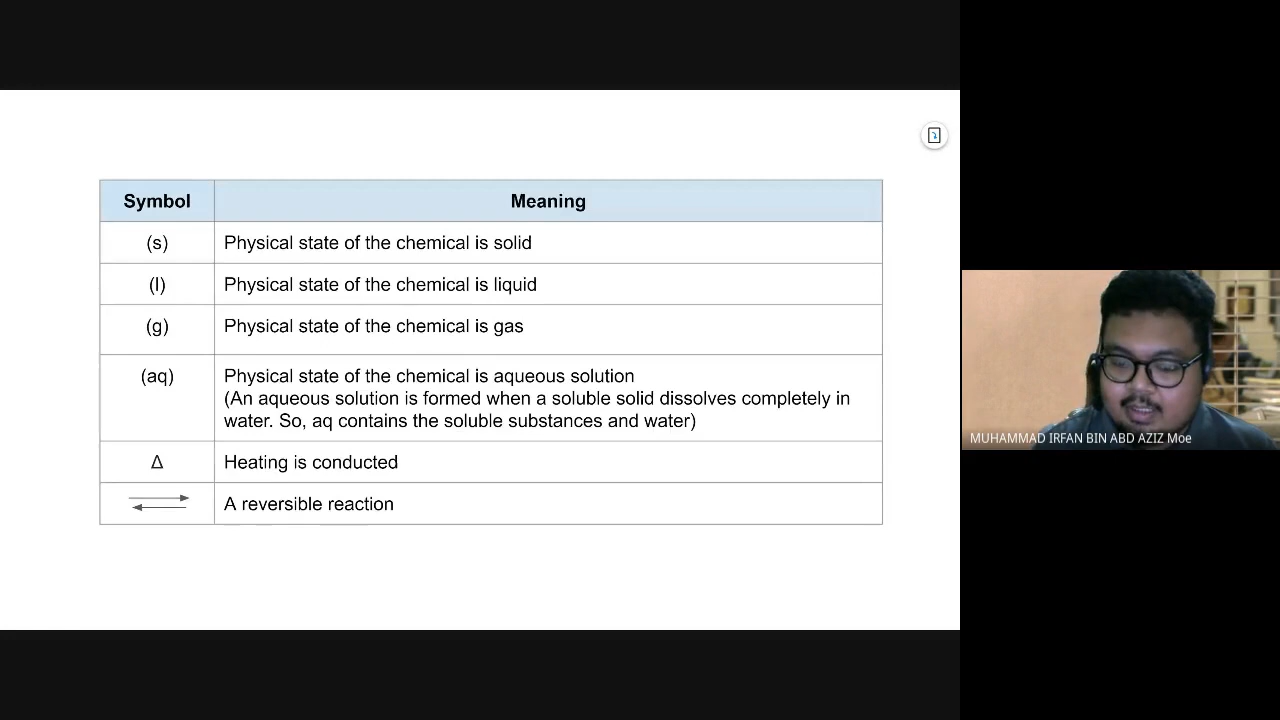 Symbol Meaning
(s) Physical state of the chemical is solid
(l) Physical state of the chemical is liquid
(g) Physical state of the chemical is gas
(aq) Physical state of the chemical is aqueous solution
(An aqueous solution is formed when a soluble solid dissolves completely in
water. So, aq contains the soluble substances and water)
Δ Heating is conducted
⇌ A reversible reaction
MUHAMMAD IRFAN BIN ABD AZIZ Moe